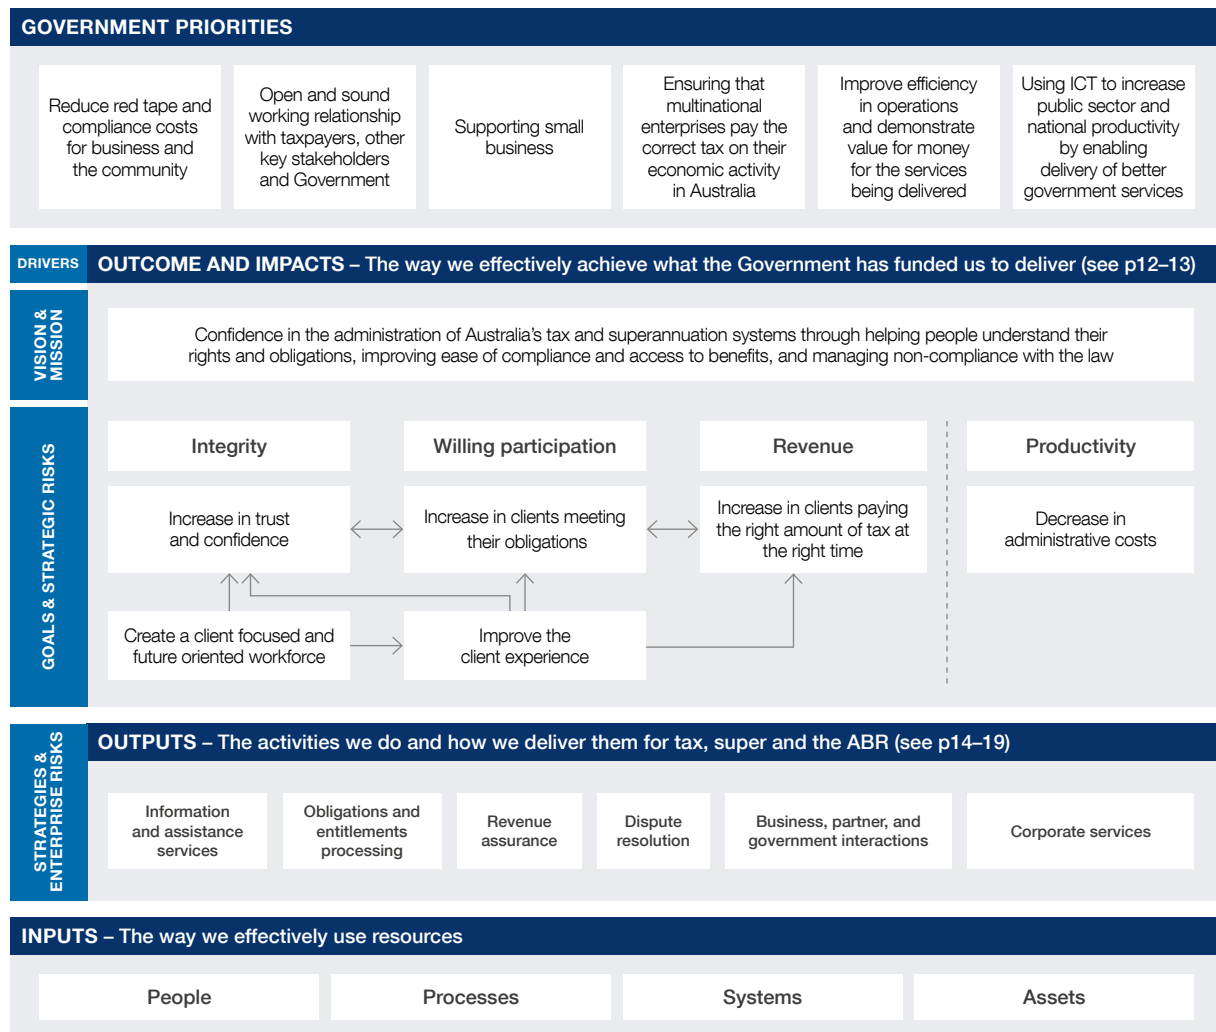 GOVERNMENT PRIORITIES
Reduce red tape and
compliance costs
for business and
the community
Open and sound
working relationship
with taxpayers, other
key stakeholders
and Government
Supporting small
business
Ensuring that
multinational
enterprises pay the
correct tax on their
economic activity
in Australia
Improve efficiency
in operations
and demonstrate
value for money
for the services
being delivered
Using ICT to increase
public sector and
national productivity
by enabling
delivery of better
government services
DRIVERS
OUTCOME AND IMPACTS – The way we effectively achieve what the Government has funded us to deliver (see p12–13)
VISION &
MISSION
Confidence in the administration of Australia's tax and superannuation systems through helping people understand their
rights and obligations, improving ease of compliance and access to benefits, and managing non-compliance with the law
GOALS & STRATEGIC RISKS
Integrity
Willing participation
Revenue
Productivity
Increase in trust
and confidence
Increase in clients meeting
their obligations
Increase in clients paying
the right amount of tax at
the right time
Decrease in
administrative costs
Create a client focused and
future oriented workforce
Improve the
client experience
STRATEGIES &
ENTERPRISE RISKS
OUTPUTS – The activities we do and how we deliver them for tax, super and the ABR (see p14–19)
Information
and assistance
services
Obligations and
entitlements
processing
Revenue
assurance
Dispute
resolution
Business, partner, and
government interactions
Corporate services
INPUTS – The way we effectively use resources
People
Processes
Systems
Assets